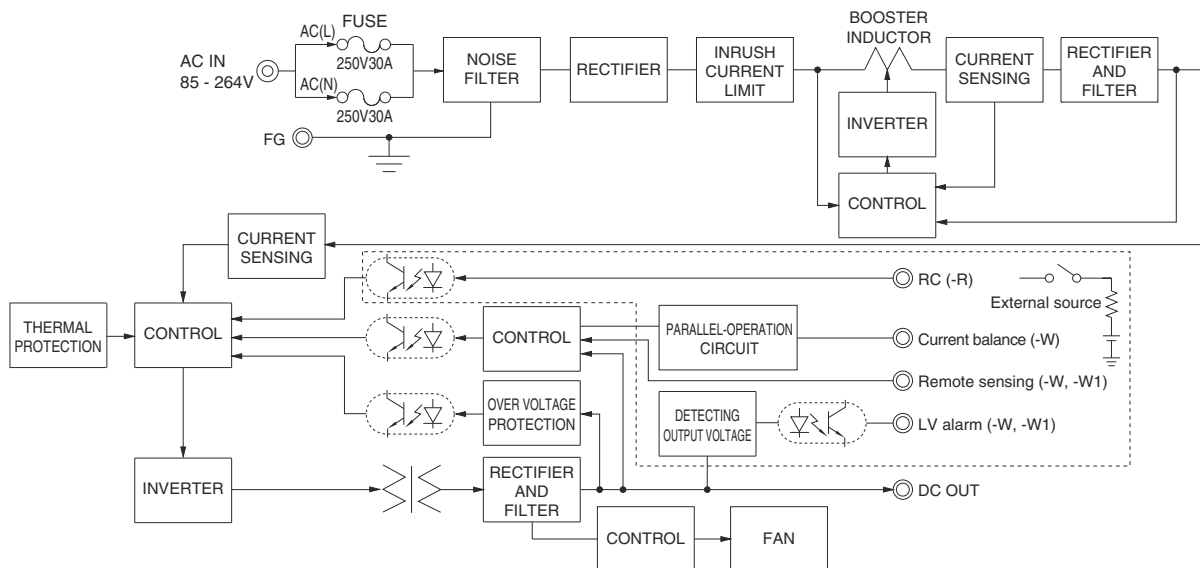 FUSE
AC(L)
250V30A
AC IN
85 - 264V
AC(N)
250V30A
FG
NOISE
FILTER
RECTIFIER
INRUSH
CURRENT
LIMIT
BOOSTER
INDUCTOR
CURRENT
SENSING
RECTIFIER
AND
FILTER
INVERTER
CONTROL
CURRENT
SENSING
RC (-R)
External source
THERMAL
PROTECTION
CONTROL
CONTROL
PARALLEL-OPERATION
CIRCUIT
Current balance (-W)
Remote sensing (-W, -W1)
OVER VOLTAGE
PROTECTION
DETECTING
OUTPUT VOLTAGE
LV alarm (-W, -W1)
INVERTER
RECTIFIER
AND
FILTER
DC OUT
CONTROL
FAN